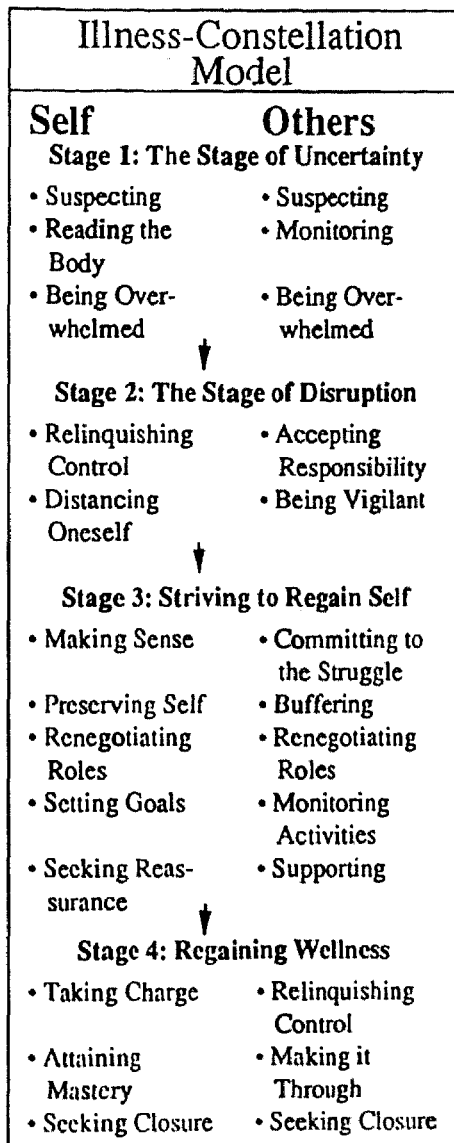 Illness-Constellation
Model
Self Others
Stage 1: The Stage of Uncertainty
• Suspecting • Suspecting
• Reading the • Monitoring
Body
• Being Over- • Being Over-
whelmed whelmed
Stage 2: The Stage of Disruption
• Relinquishing • Accepting
Control Responsibility
• Distancing • Being Vigilant
Oneself
Stage 3: Striving to Regain Self
• Making Sense • Committing to
the Struggle
• Preserving Self • Buffering
• Renegotiating • Renegotiating
Roles Roles
• Setting Goals • Monitoring
Activities
• Seeking Reas- • Supporting
surance
Stage 4: Regaining Wellness
• Taking Charge • Relinquishing
Control
• Attaining • Making it
Mastery Through
• Seeking Closure • Seeking Closure